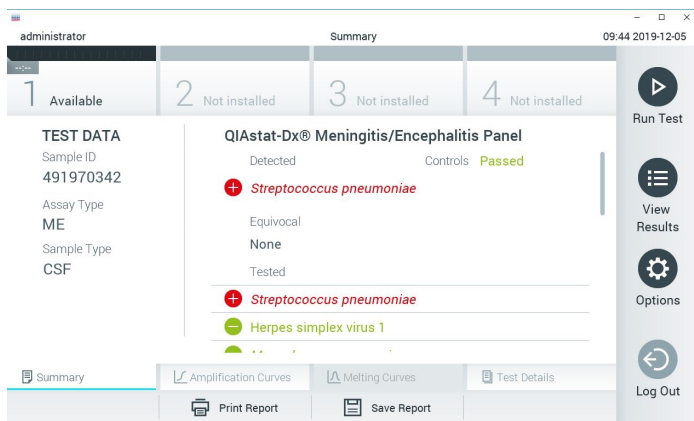 administrator
Summary
09:44 2019-12-05
--:--
1 Available
2 Not installed
3 Not installed
4 Not installed
Run Test
TEST DATA
Sample ID
491970342
Assay Type
ME
Sample Type
CSF
QIAstat-Dx® Meningitis/Encephalitis Panel
Detected
Controls Passed
Streptococcus pneumoniae
Equivocal
None
Tested
Streptococcus pneumoniae
Herpes simplex virus 1
View
Results
Options
Log Out
Summary
Amplification Curves
Melting Curves
Test Details
Print Report
Save Report